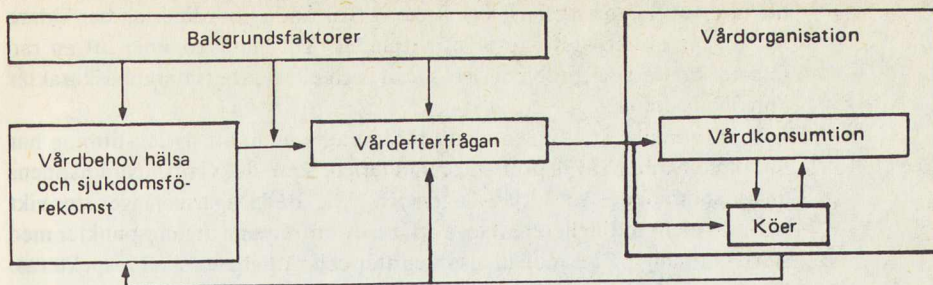 Bakgrundsfaktorer
Vårdorganisation
Vårdbehov hälsa
och sjukdomsfö-
rekomst
Vårdefterfrågan
Vårdkonsumtion
Köer